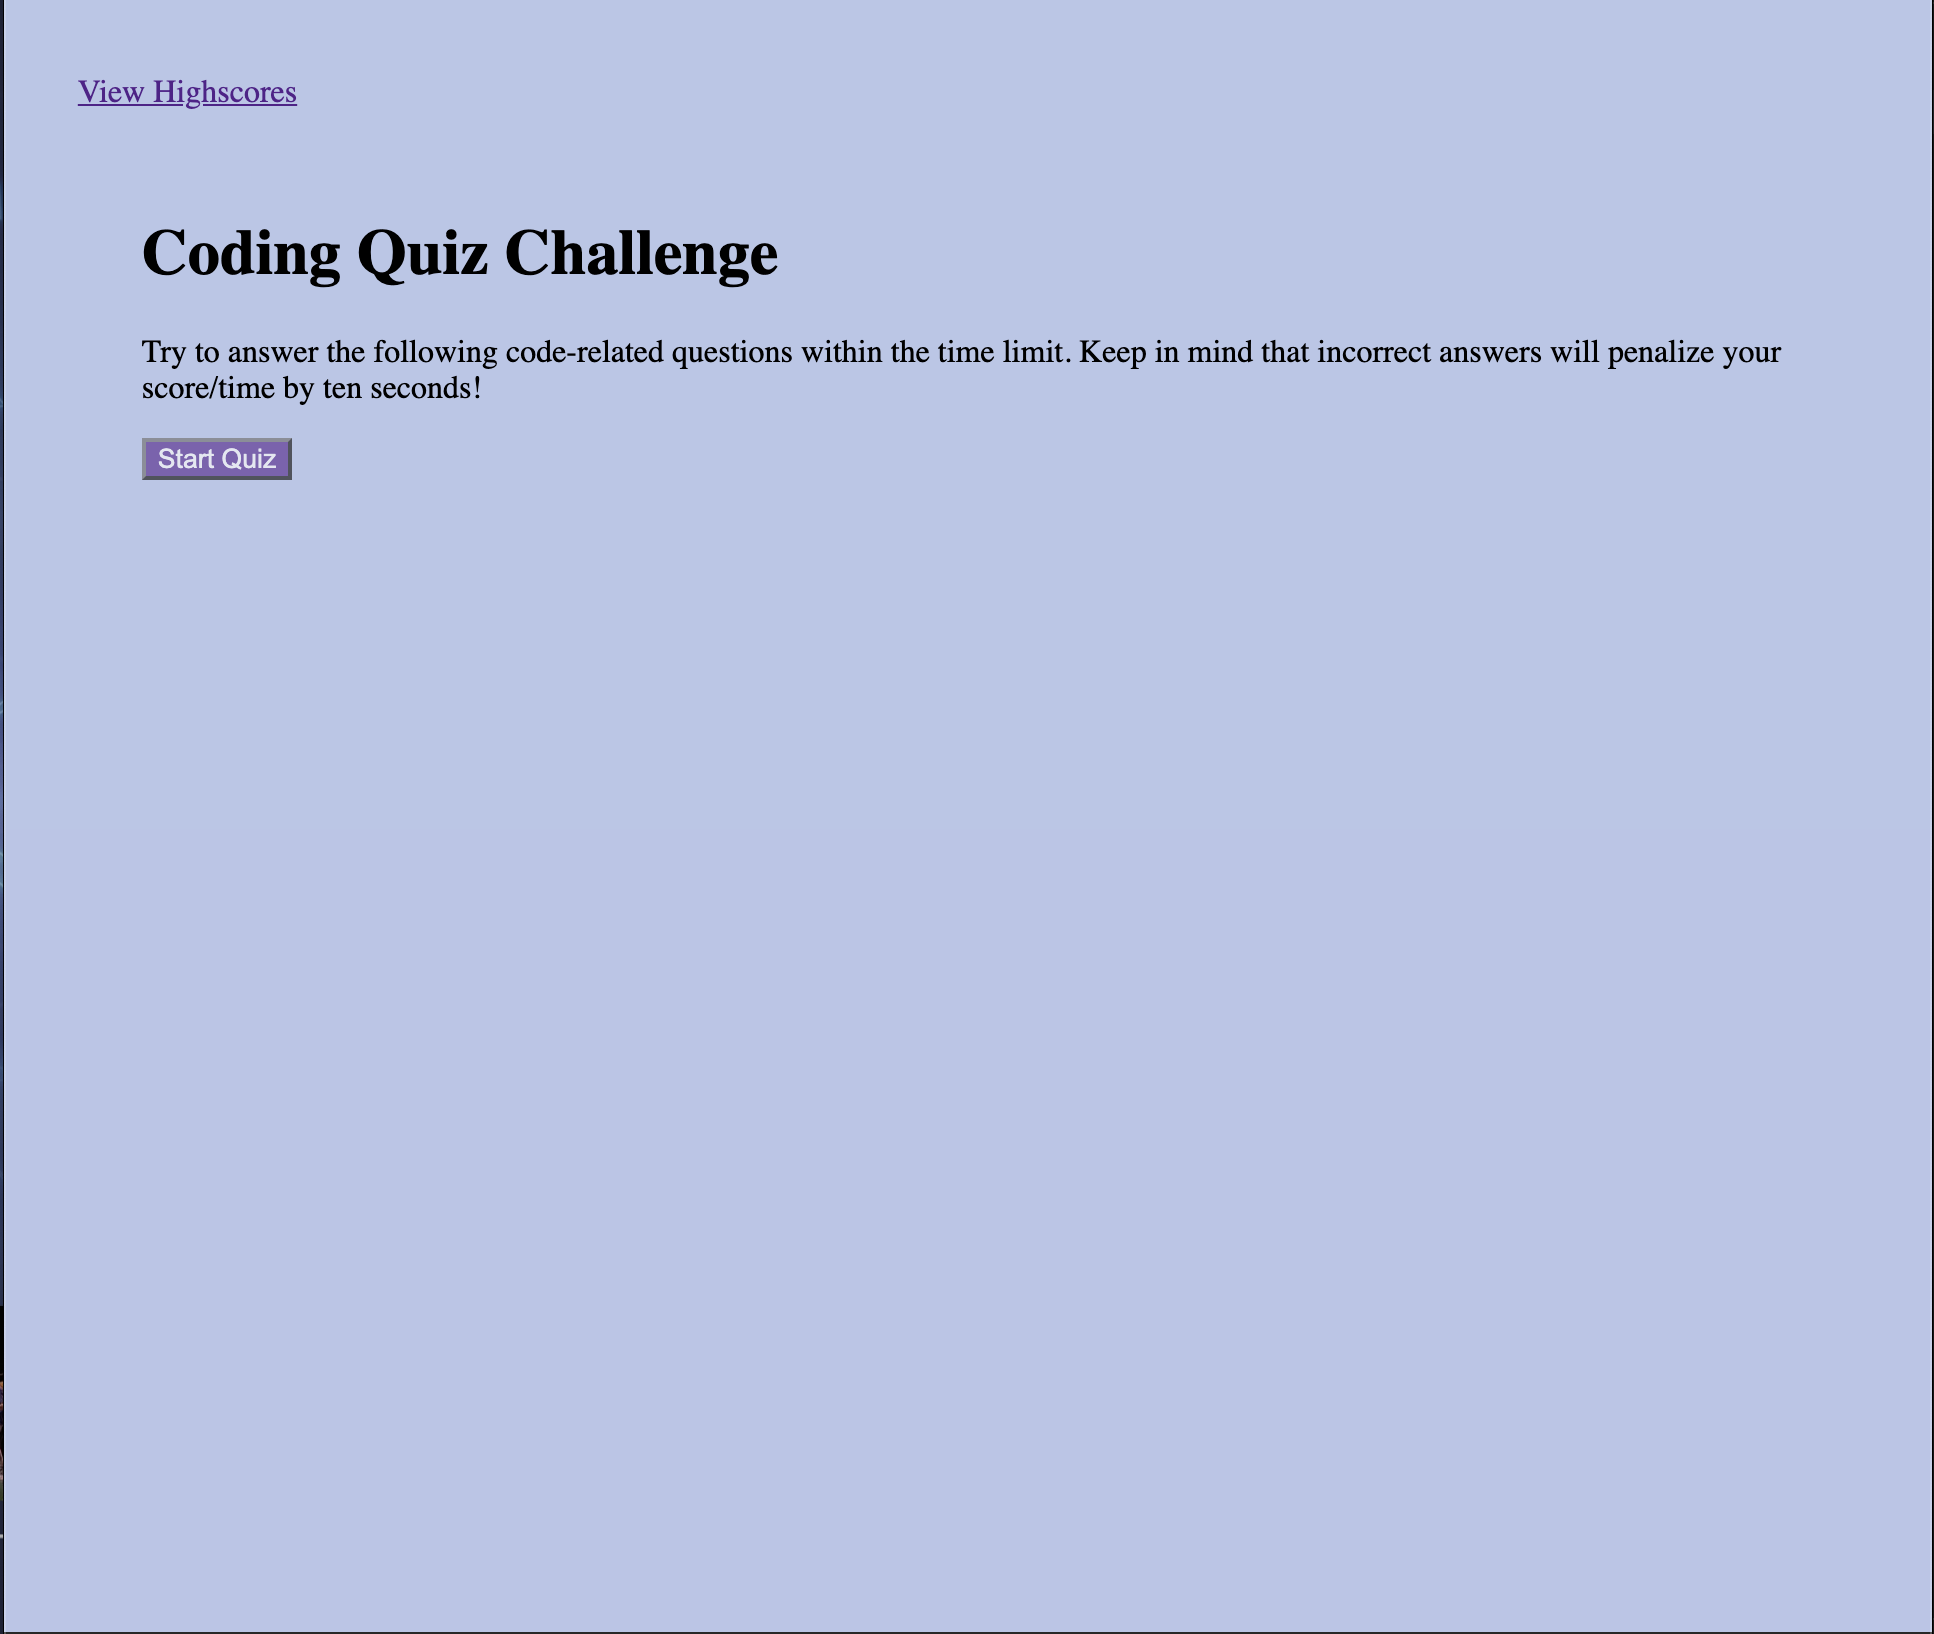 View Highscores
Coding Quiz Challenge
Try to answer the following code-related questions within the time limit. Keep in mind that incorrect answers will penalize your
score/time by ten seconds!
Start Quiz